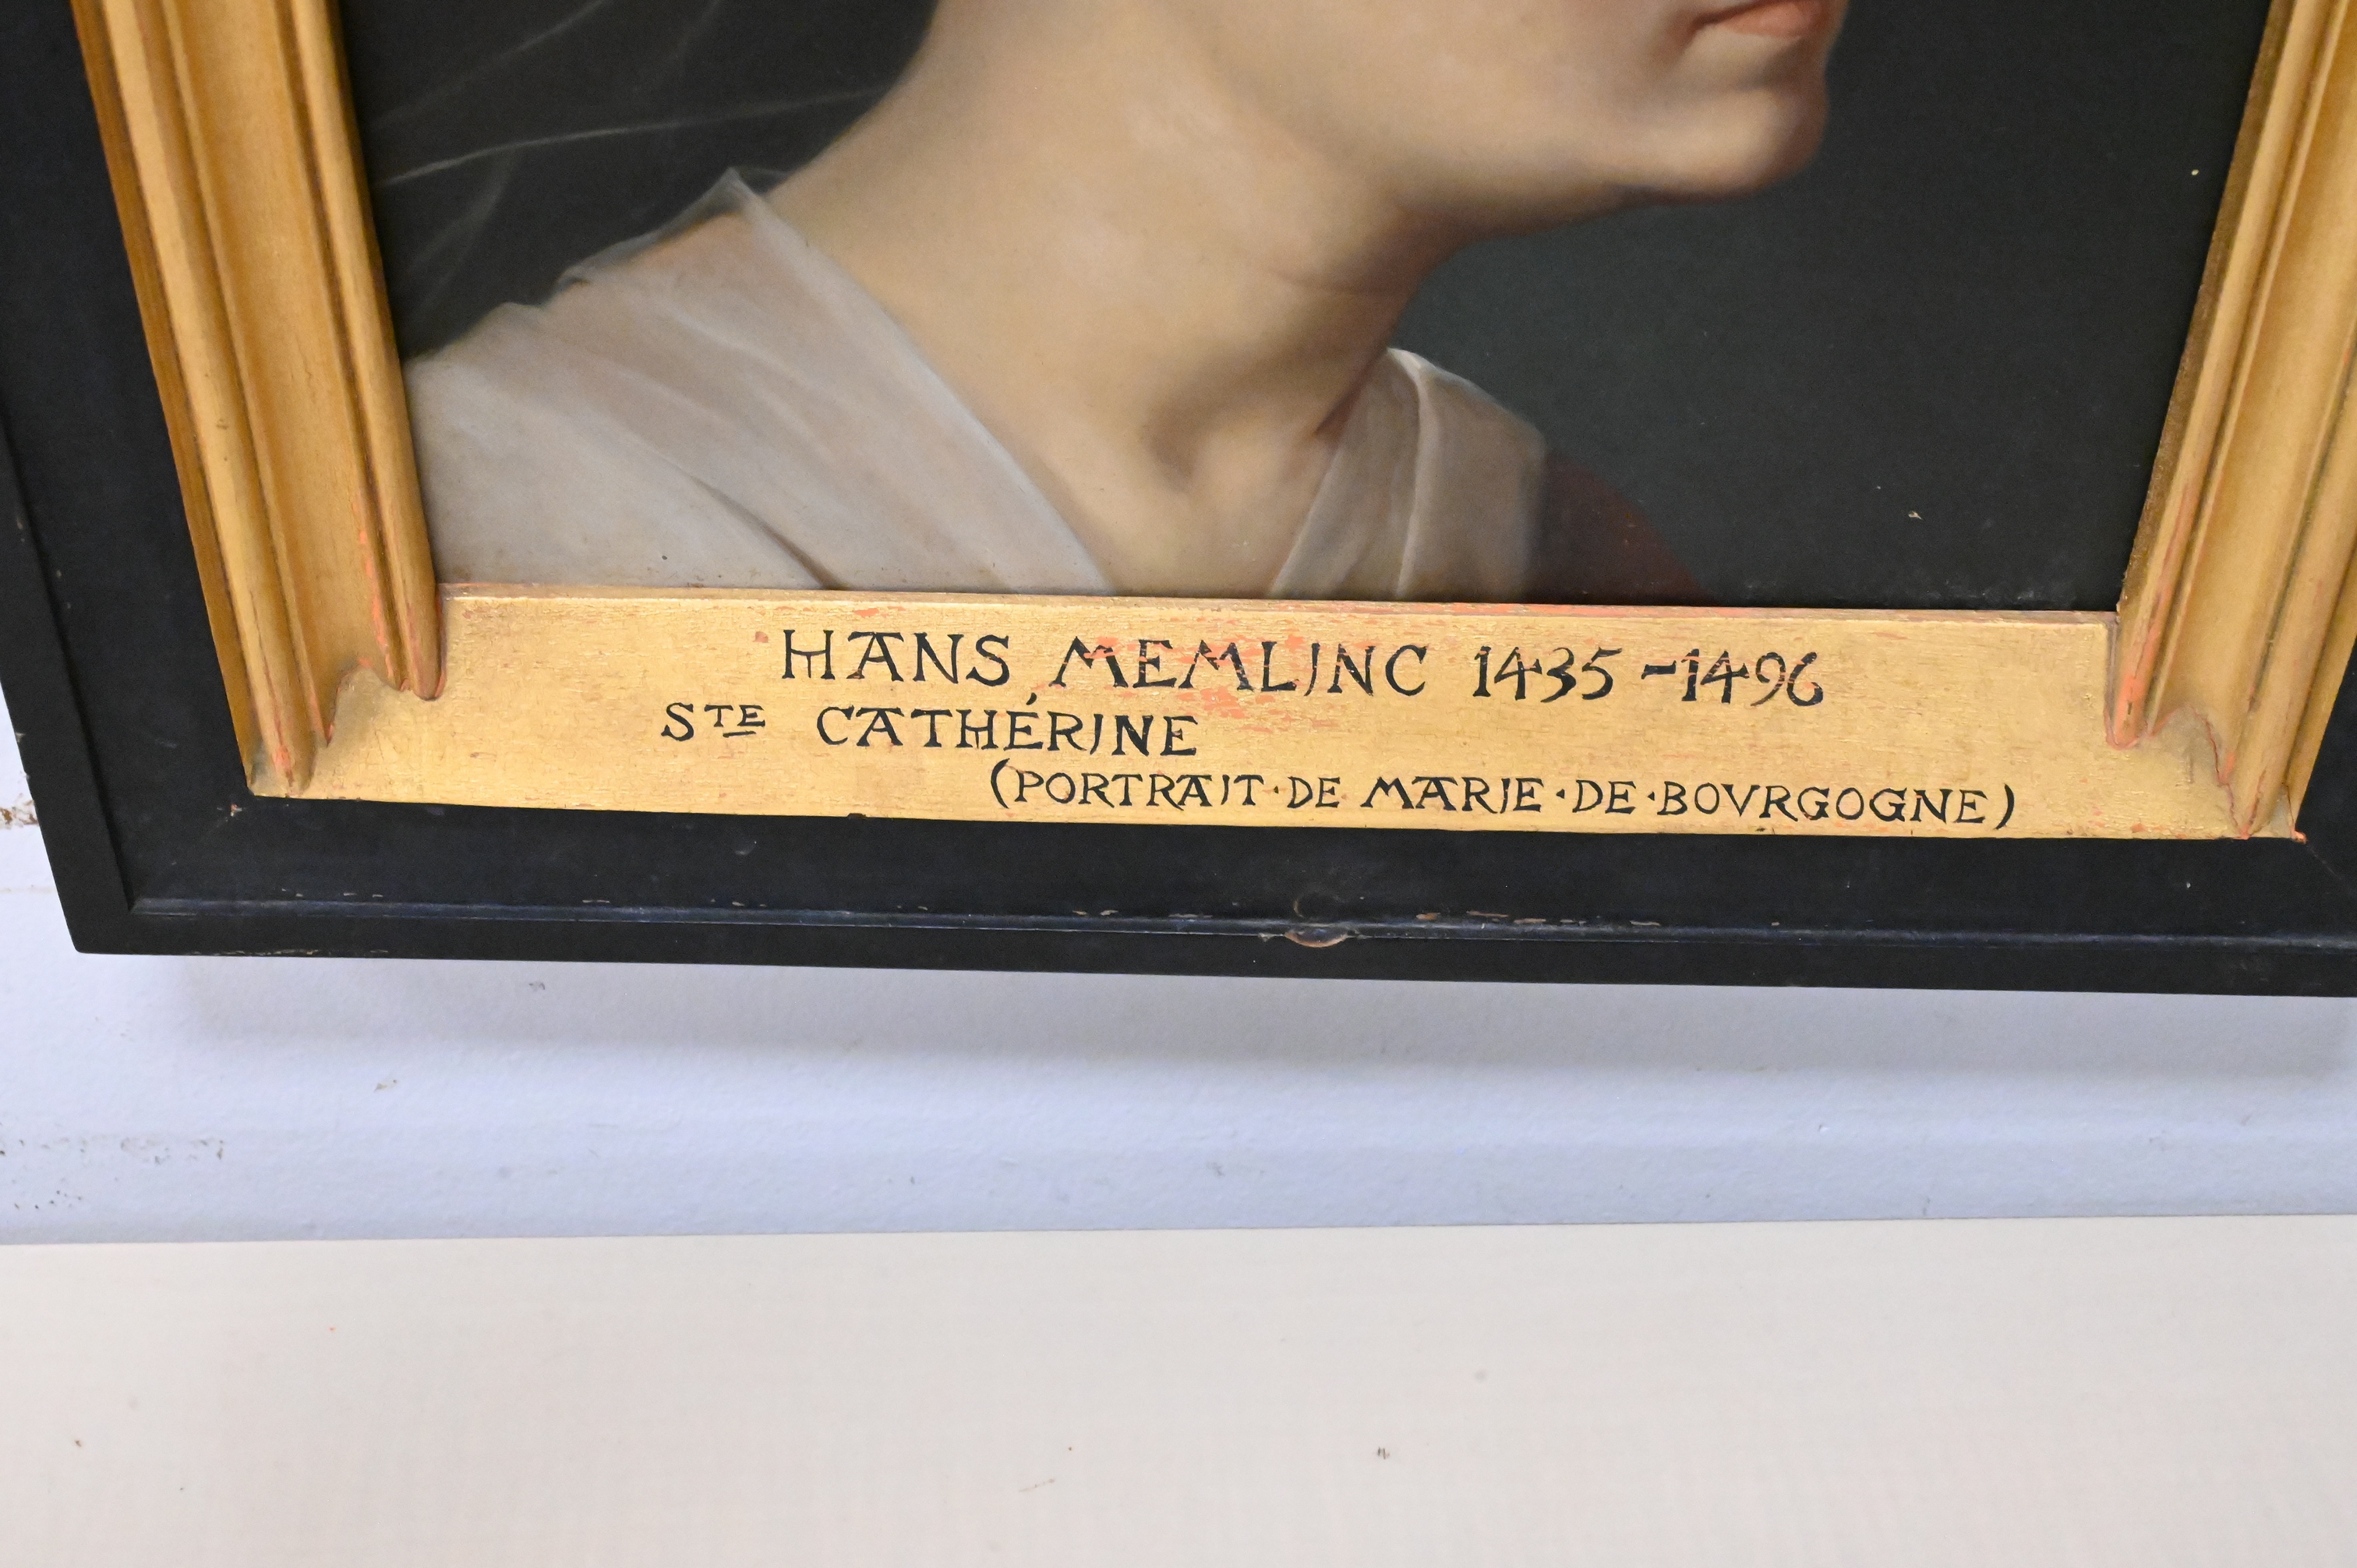 HANS MEMLINC 1435-1496
STE CATHÉRINE
(PORTRAIT·DE MARIE·DE·BOVRGOGNE)